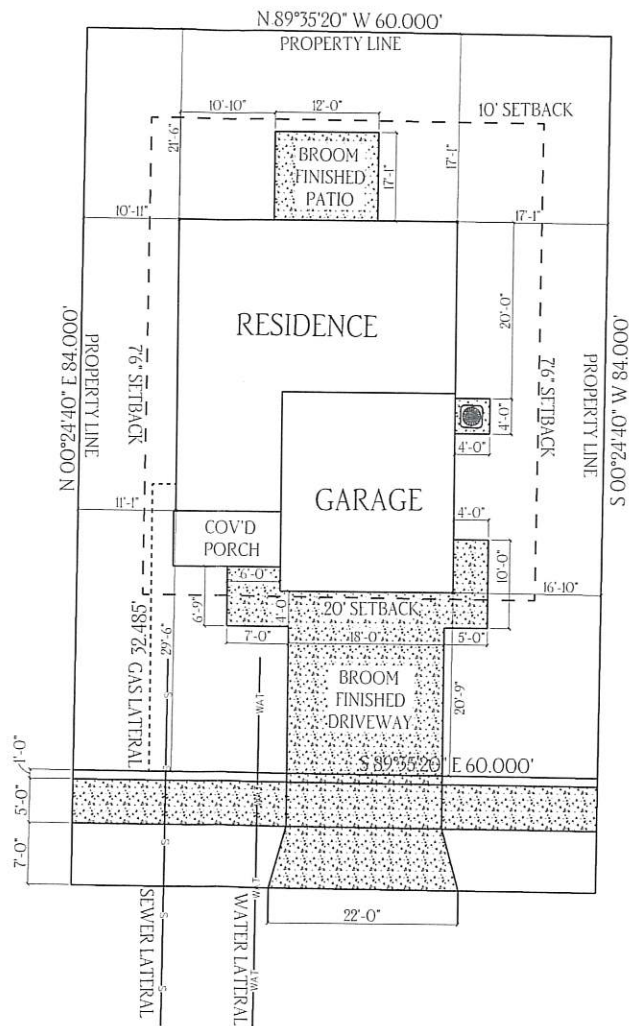 N 89°35'20" W 60.000'
PROPERTY LINE
10'-10"
12'-0"
10' SETBACK
21'-6"
BROOM
FINISHED
PATIO
17'-1"
17'-1"
10'-11"
17'-1"
RESIDENCE
20'-0"
N 00°24'40" E 84.000'
PROPERTY LINE
7'6" SETBACK
7'6" SETBACK
PROPERTY LINE
S 00°24'40" W 84.000'
4'-0"
4'-0"
GARAGE
11'-1"
COV'D
PORCH
4'-0"
10'-0"
6'-0"
16'-10"
6'-9"
4'-0"
20' SETBACK
7'-0"
18'-0"
5'-0"
GAS LATERAL 32.485'
29'-6"
BROOM
FINISHED
DRIVEWAY
20'-9"
S 89°35'20" E 60.000'
1'-0"
5'-0"
7'-0"
S
S
S
S
S
WAT
WAT
WAT
WAT
22'-0"
SEWER LATERAL
WATER LATERAL